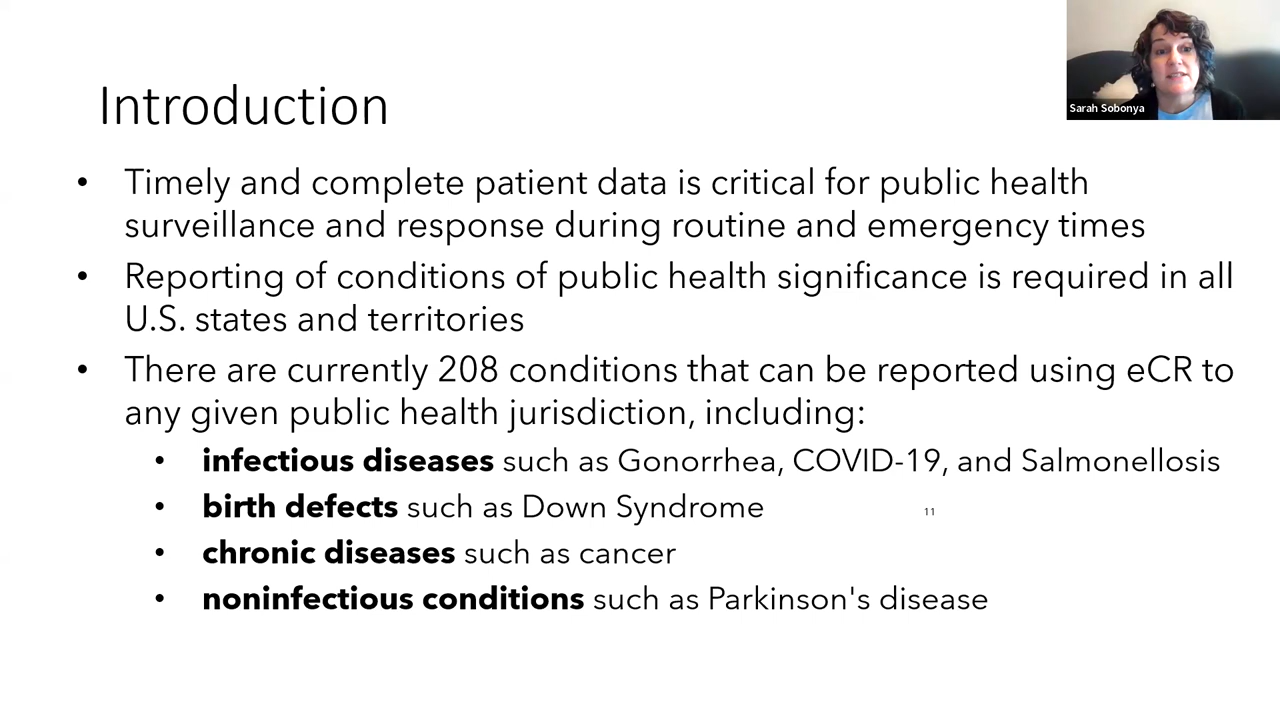 Sarah Sobonya
Introduction
• Timely and complete patient data is critical for public health
surveillance and response during routine and emergency times
• Reporting of conditions of public health significance is required in all
U.S. states and territories
• There are currently 208 conditions that can be reported using eCR to
any given public health jurisdiction, including:
• infectious diseases such as Gonorrhea, COVID-19, and Salmonellosis
• birth defects such as Down Syndrome
11
• chronic diseases such as cancer
• noninfectious conditions such as Parkinson's disease